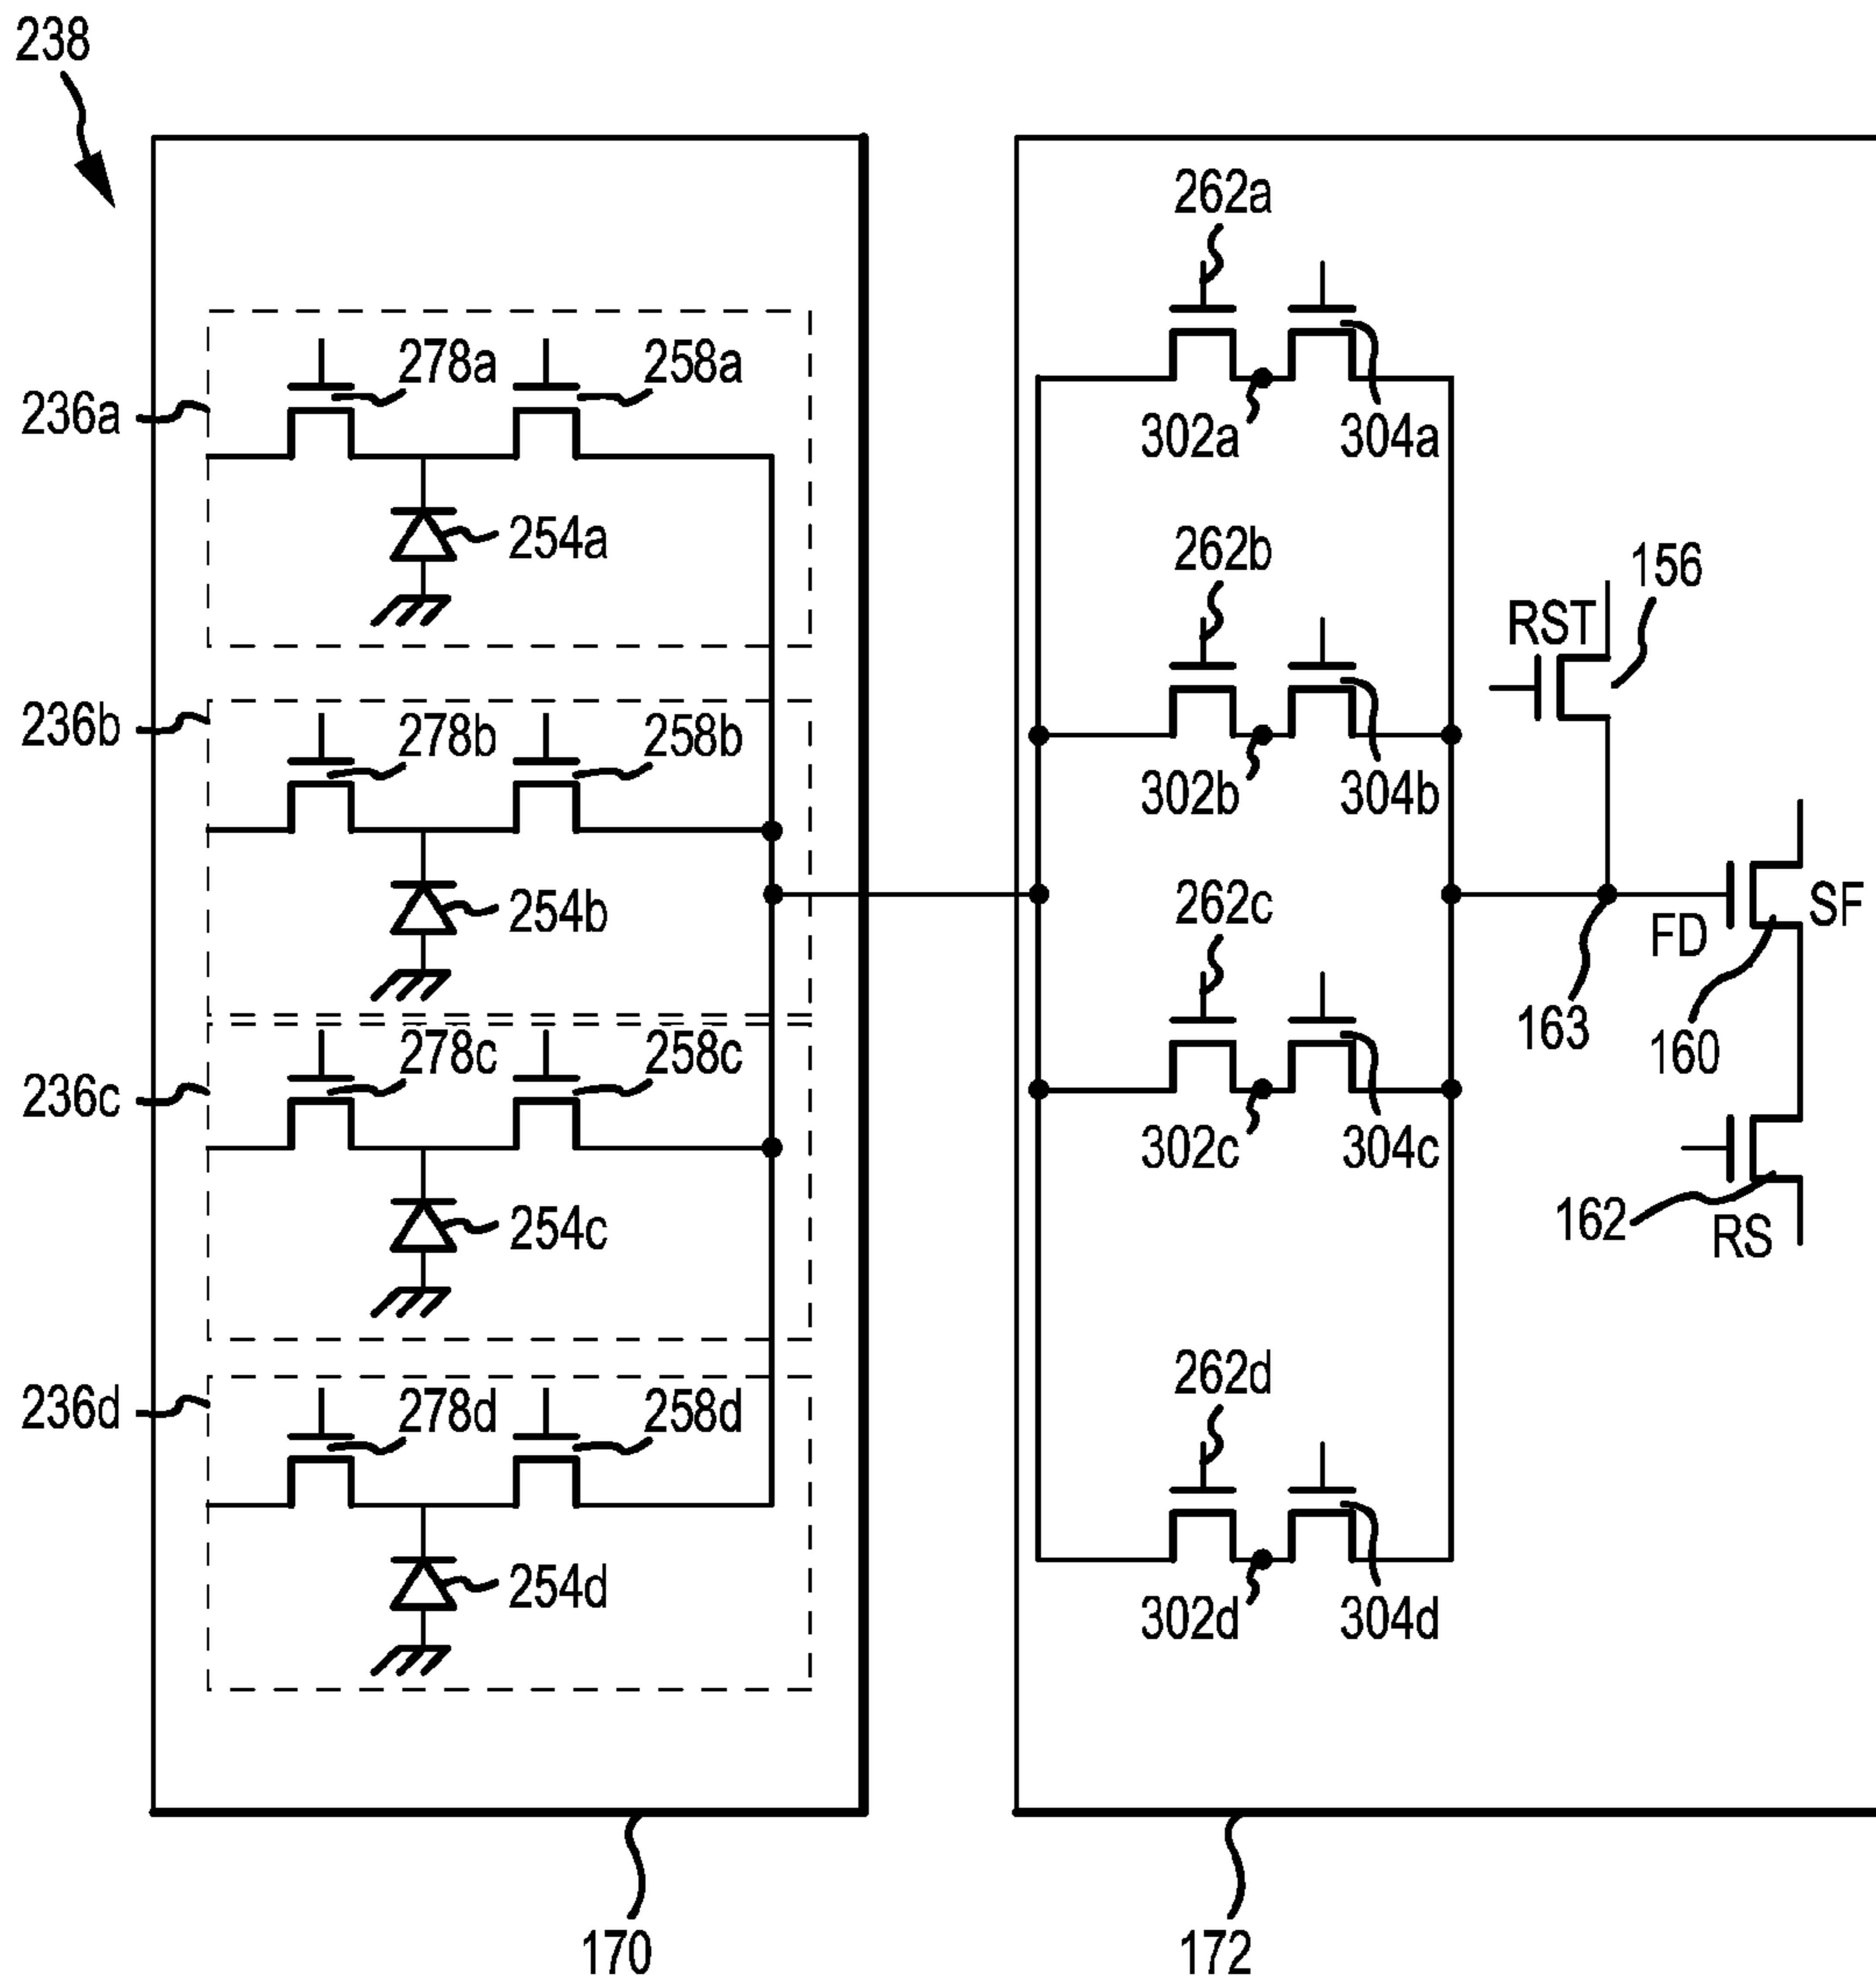 238
262a
278a
258a
236a
302a
304a
254a
262b
156
RST
236b
278b
258b
302b
304b
254b
262c
SF
FD
163
160
278c
258c
236c
302c
304c
162
RS
254c
262d
236d
278d
258d
254d
302d
304d
170
172